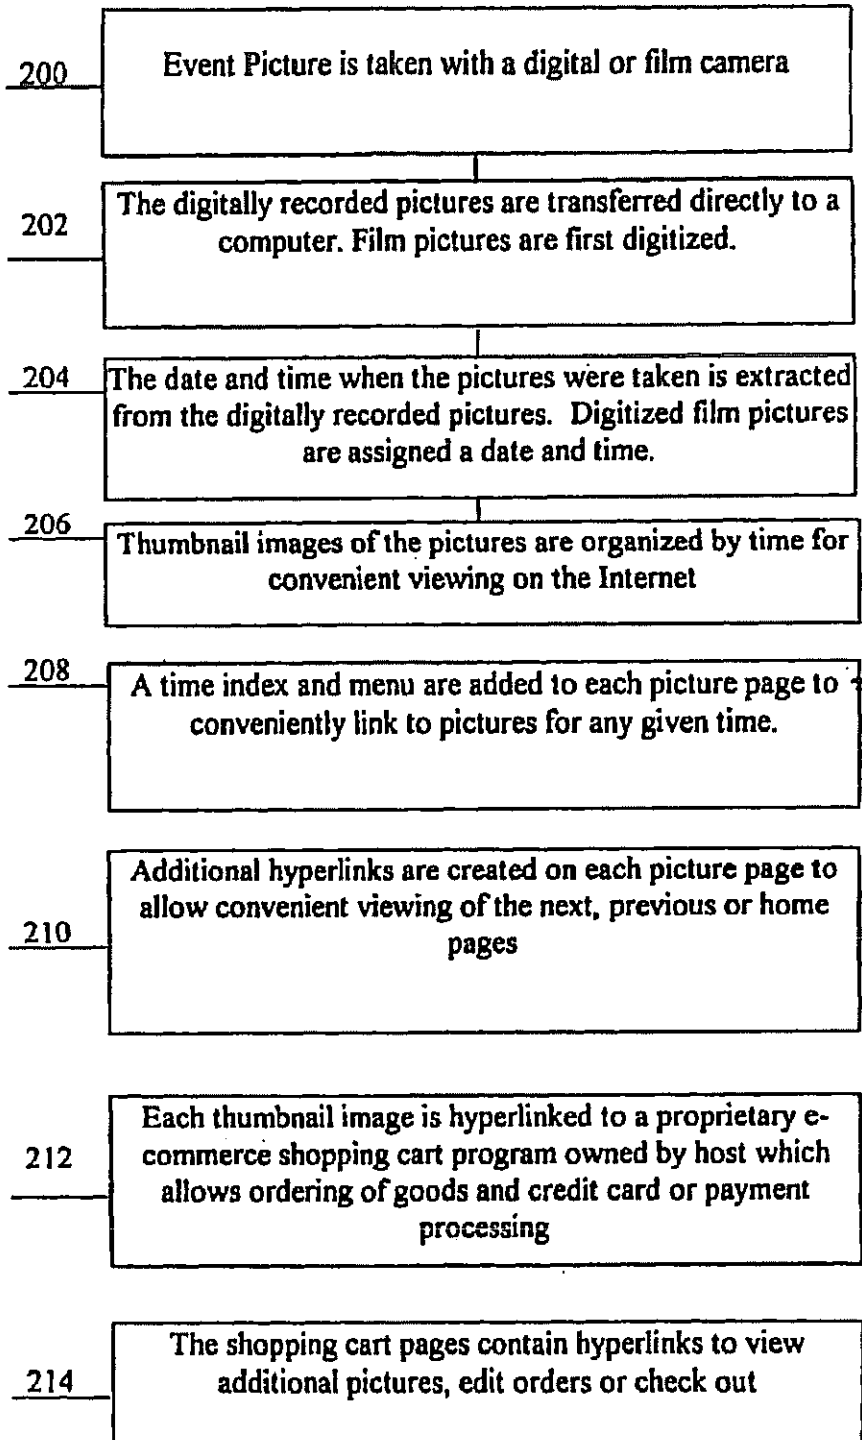 200
Event Picture is taken with a digital or film camera
202
The digitally recorded pictures are transferred directly to a
computer. Film pictures are first digitized.
204
The date and time when the pictures were taken is extracted
from the digitally recorded pictures. Digitized film pictures
are assigned a date and time.
206
Thumbnail images of the pictures are organized by time for
convenient viewing on the Internet
208
A time index and menu are added to each picture page to
conveniently link to pictures for any given time.
210
Additional hyperlinks are created on each picture page to
allow convenient viewing of the next, previous or home
pages
212
Each thumbnail image is hyperlinked to a proprietary e-
commerce shopping cart program owned by host which
allows ordering of goods and credit card or payment
processing
214
The shopping cart pages contain hyperlinks to view
additional pictures, edit orders or check out